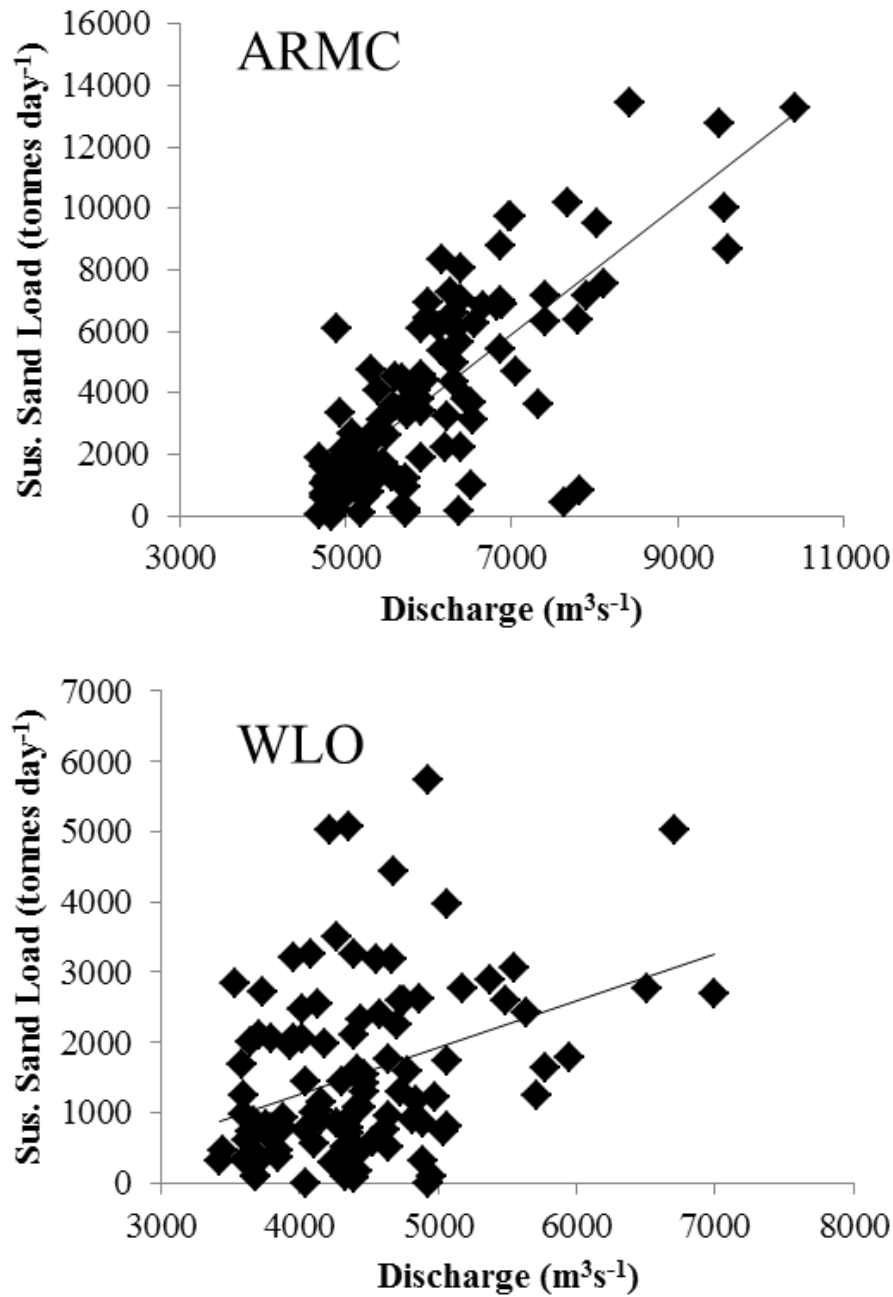 ARMC
Sus. Sand Load (tonnes day⁻¹)
16000
14000
12000
10000
8000
6000
4000
2000
0
3000 5000 7000 9000 11000
Discharge (m³s⁻¹)
WLO
Sus. Sand Load (tonnes day⁻¹)
7000
6000
5000
4000
3000
2000
1000
0
3000 4000 5000 6000 7000 8000
Discharge (m³s⁻¹)